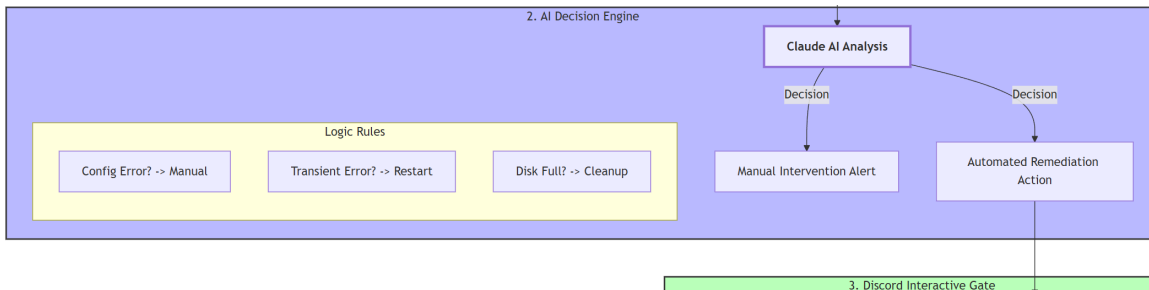 2. AI Decision Engine
Claude AI Analysis
Decision
Decision
Logic Rules
Config Error? -> Manual
Transient Error? -> Restart
Disk Full? -> Cleanup
Manual Intervention Alert
Automated Remediation
Action
3. Discord Interactive Gate